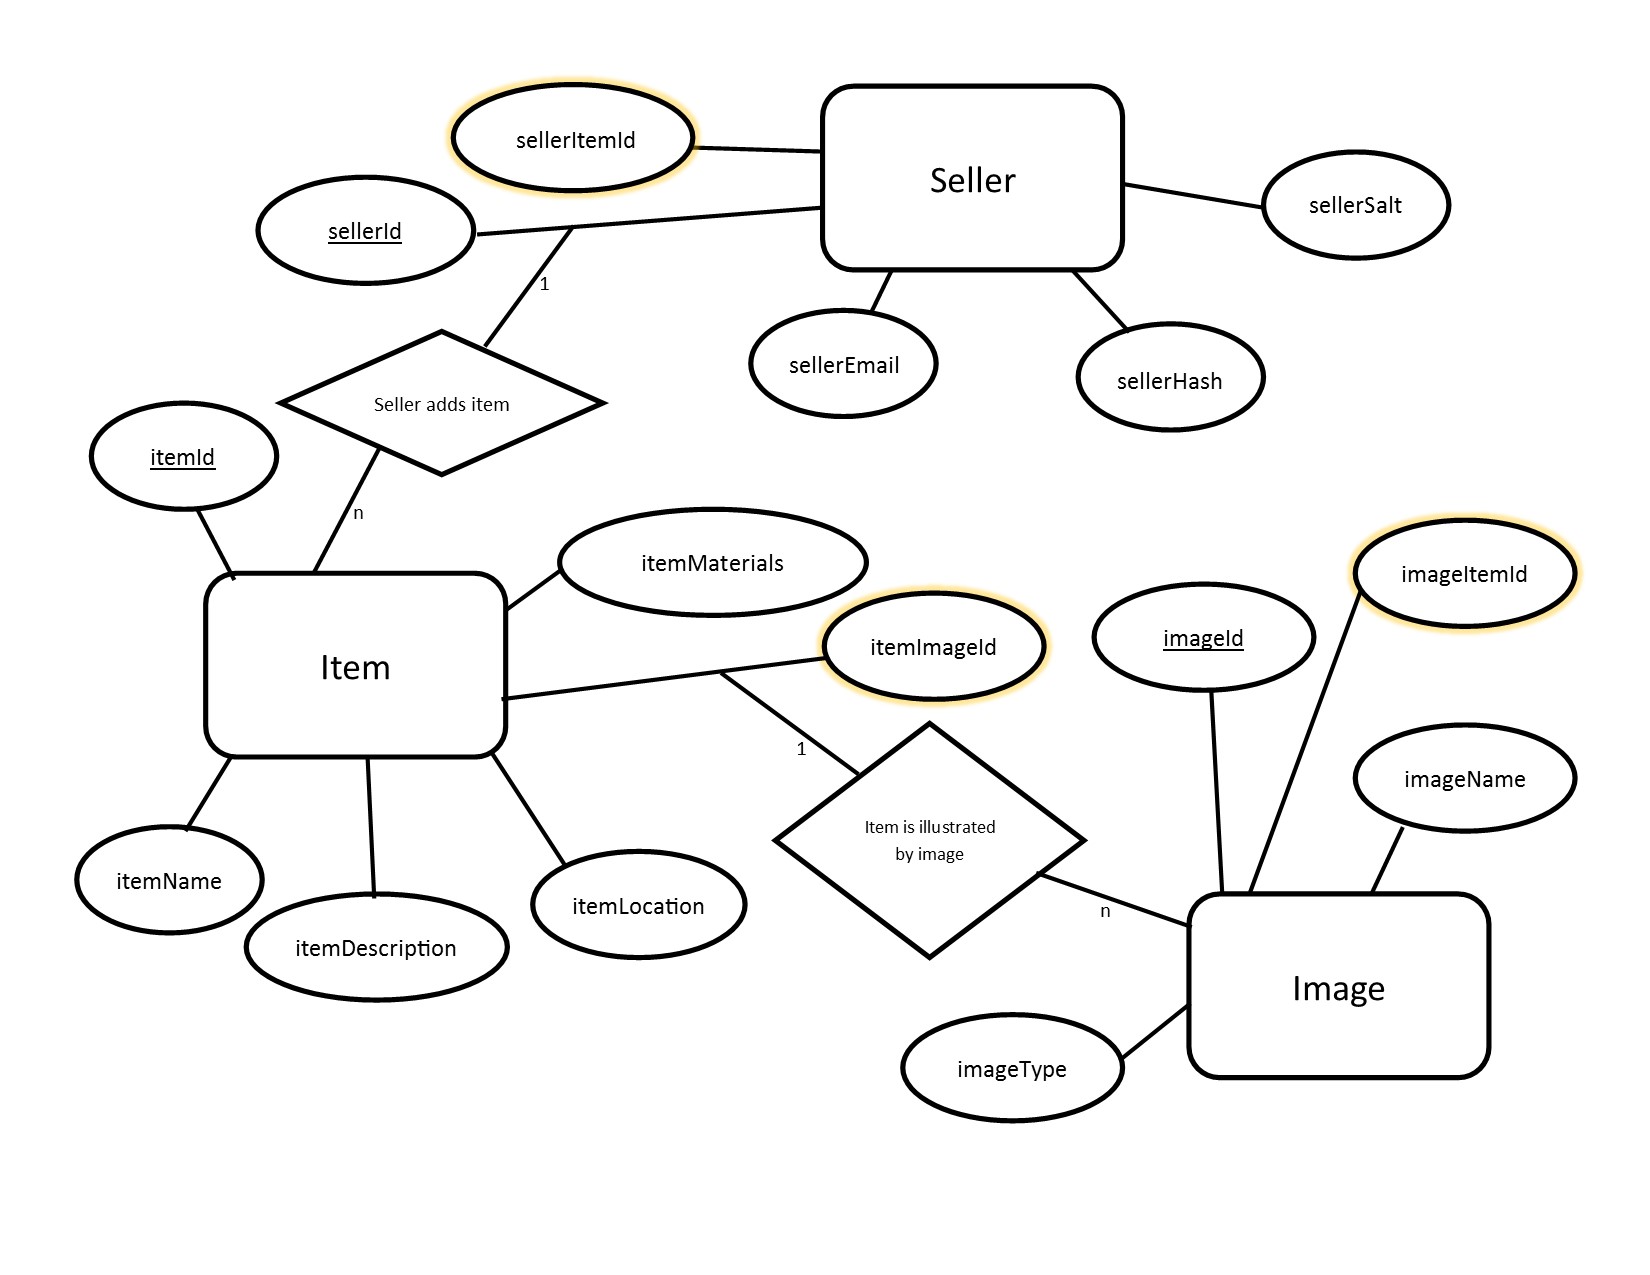 sellerItemId
Seller
sellerSalt
sellerId
1
sellerEmail
sellerHash
Seller adds item
itemId
n
itemMaterials
imageItemId
itemImageId
imageId
Item
1
imageName
Item is illustrated
by image
itemName
itemLocation
n
itemDescription
Image
imageType